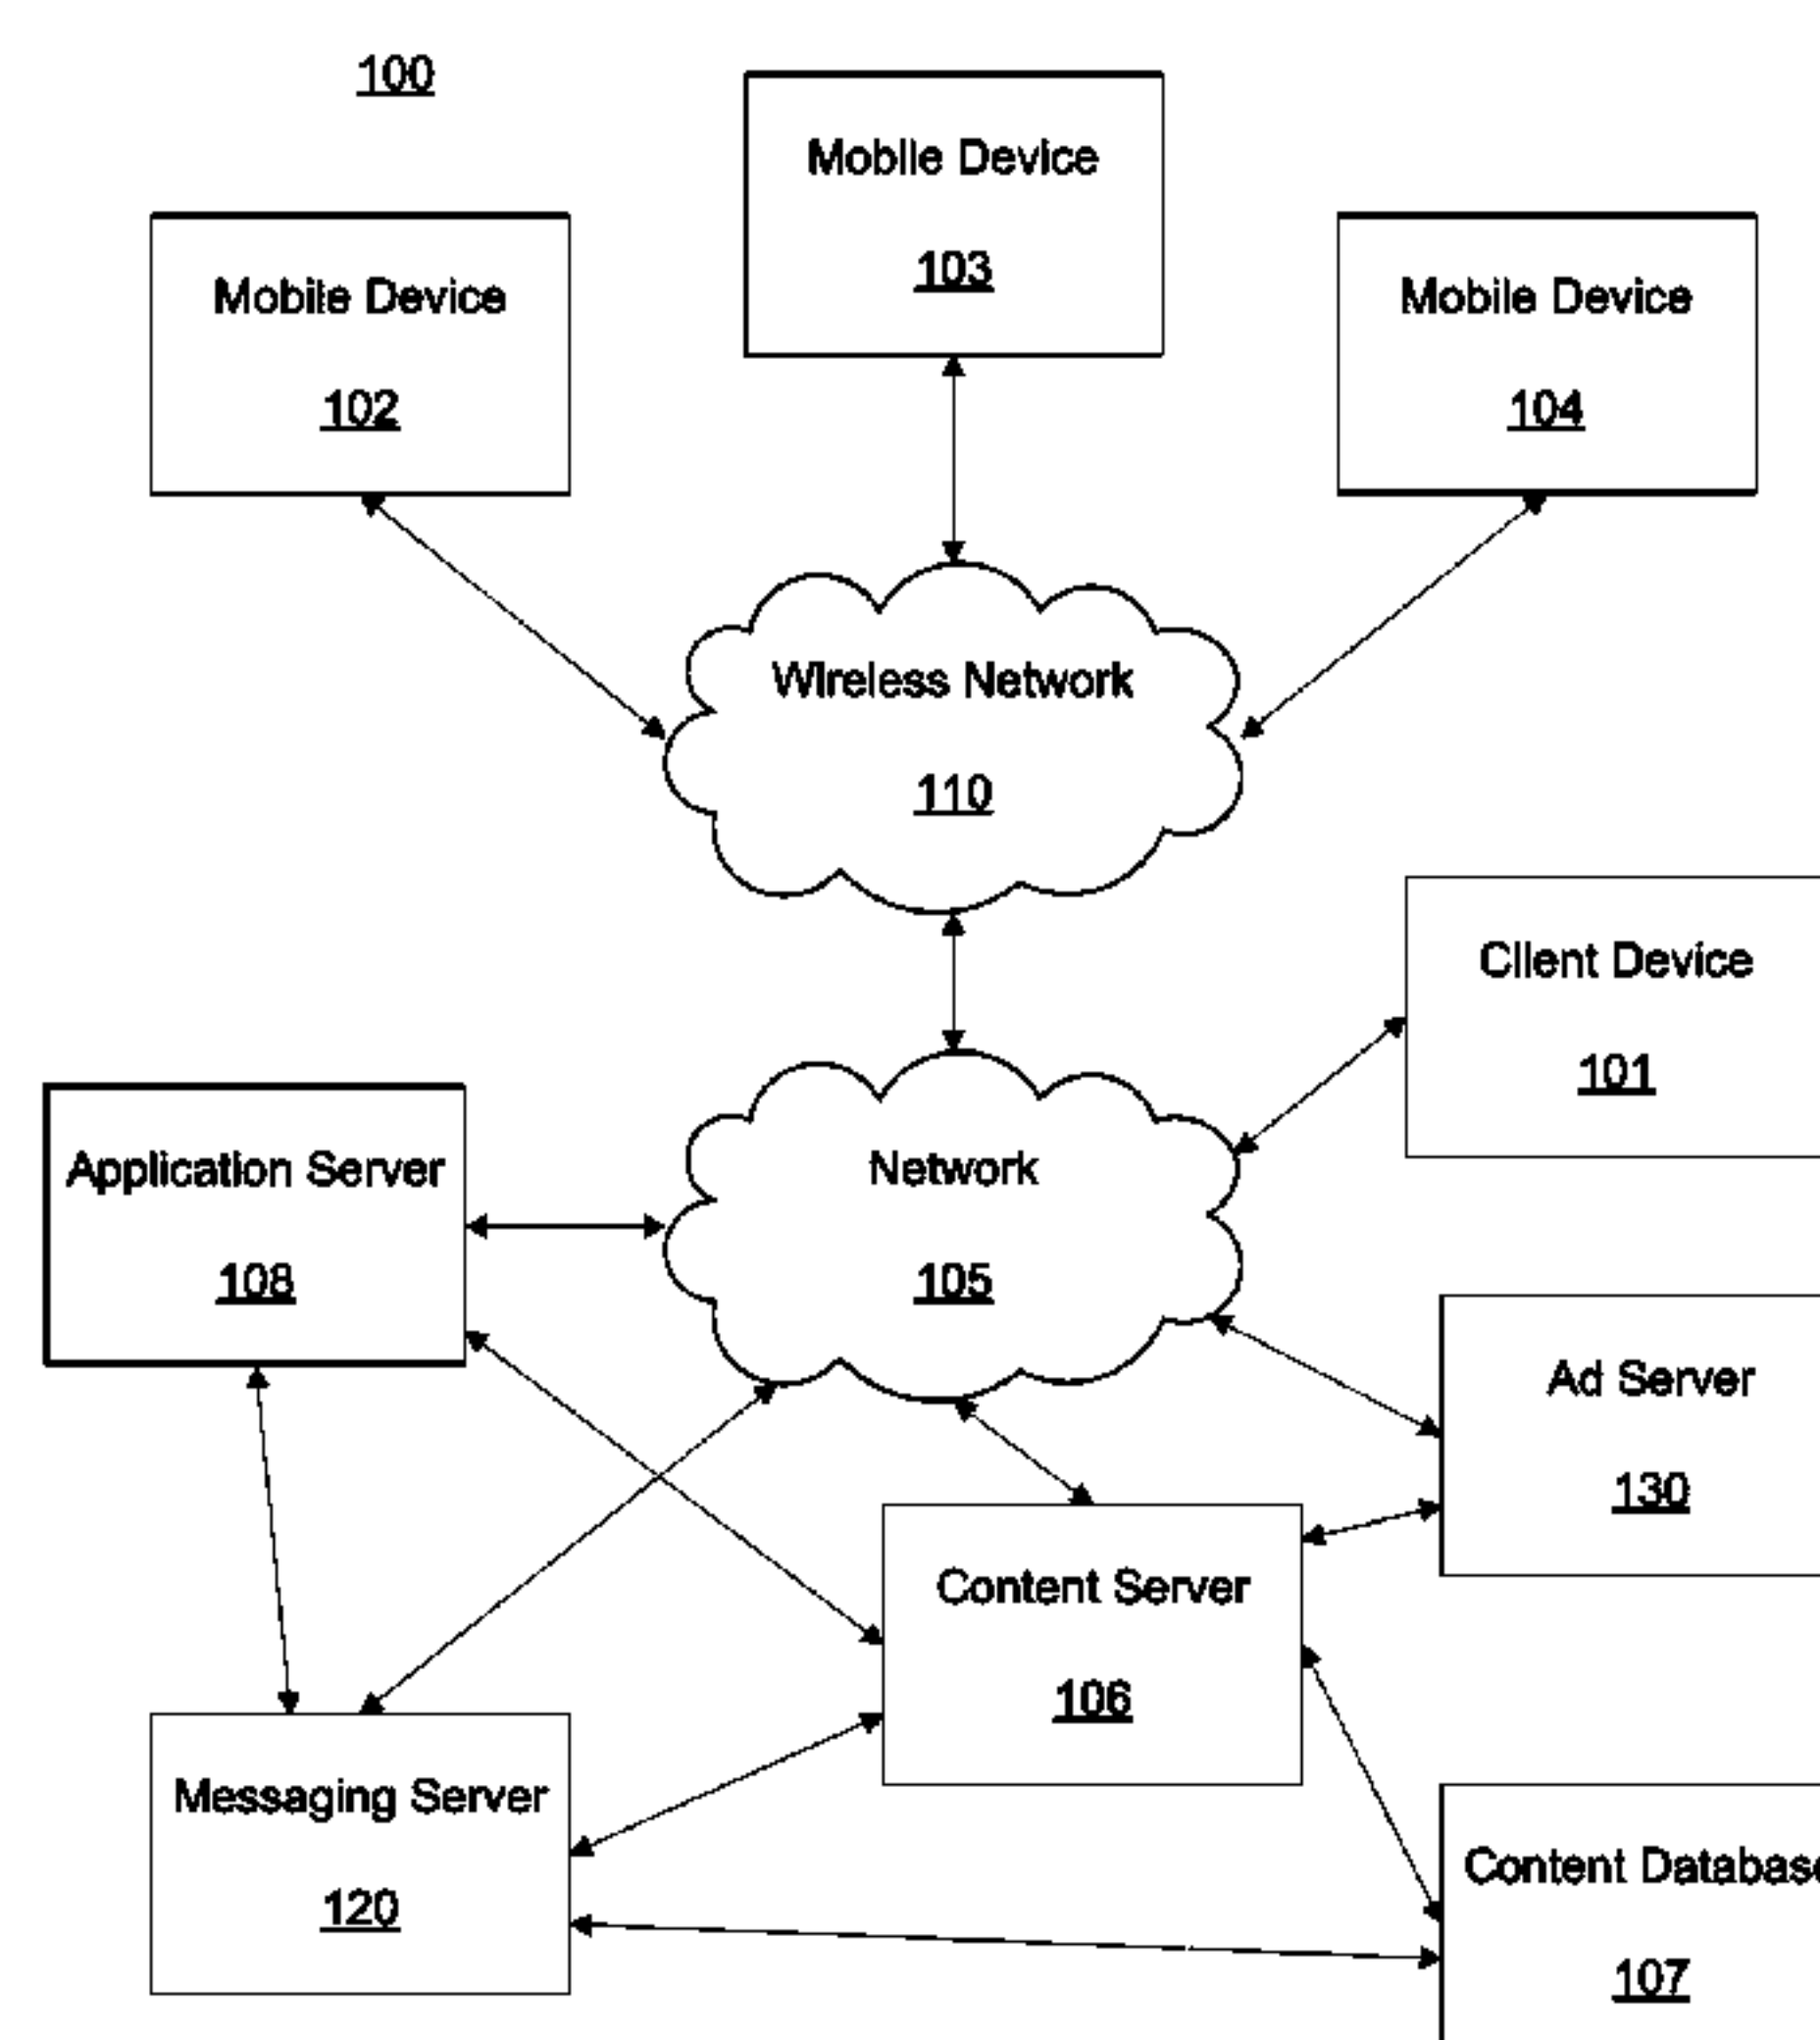 100
Mobile Device
103
Mobile Device
102
Mobile Device
104
Wireless Network
110
Client Device
101
Application Server
108
Network
105
Ad Server
130
Content Server
106
Messaging Server
120
Content Database
107